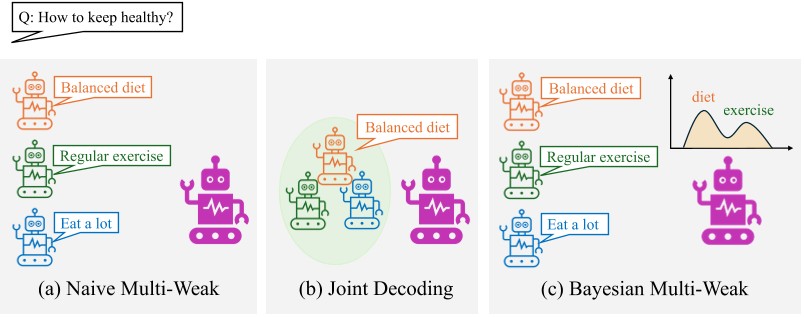 Q: How to keep healthy?
Balanced diet
Regular exercise
Eat a lot
(a) Naive Multi-Weak
Balanced diet
(b) Joint Decoding
Balanced diet
Regular exercise
Eat a lot
diet
exercise
(c) Bayesian Multi-Weak